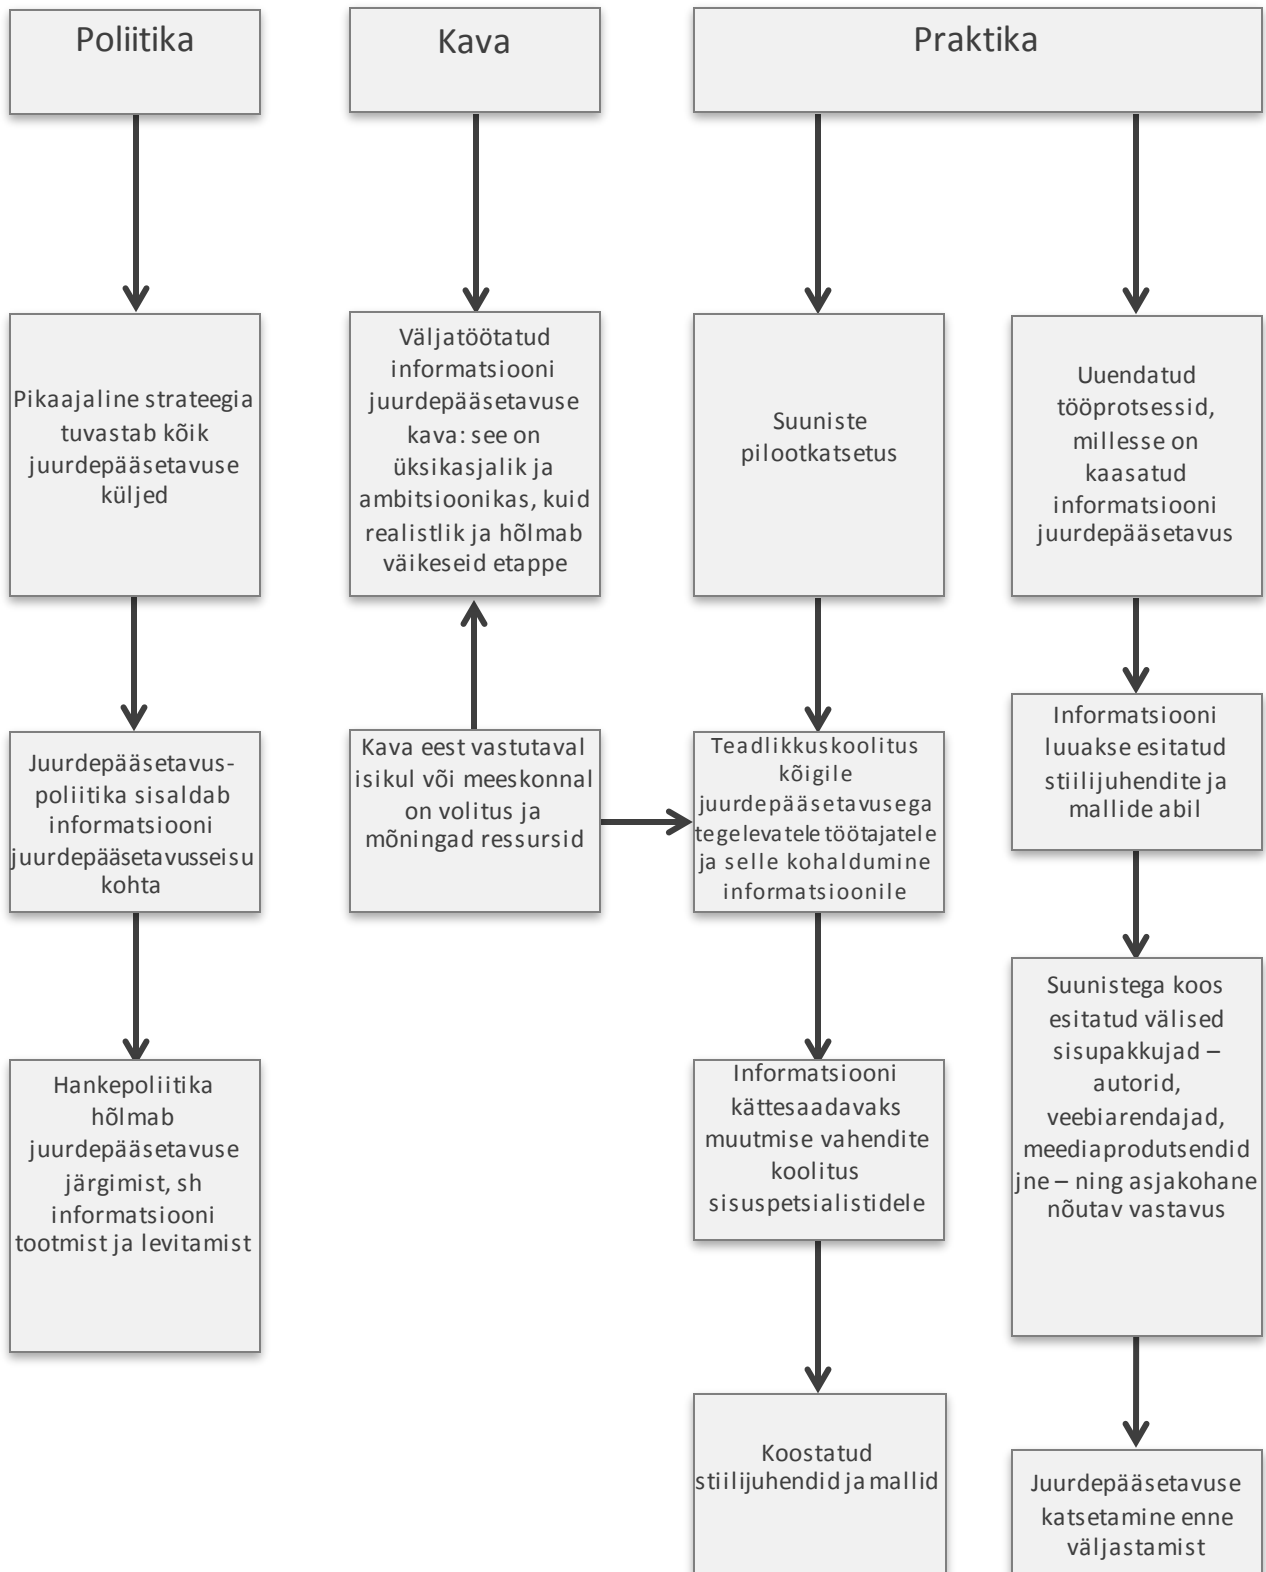 Poliitika
Kava
Praktika
Pikaajaline strateegia
tuvastab kõik
juurdepääsetavuse
küljed
Väljatöötatud
informatsiooni
juurdepääsetavuse
kava: see on
üksikasjalik ja
ambitsioonikas, kuid
realistlik ja hõlmab
väikeseid etappe
Suuniste
pilootkatsetus
Uuendatud
tööprotsessid,
millesse on
kaasatud
informatsiooni
juurdepääsetavus
Juurdepääsetavus-
poliitika sisaldab
informatsiooni
juurdepääsetavusseisu
kohta
Kava eest vastutaval
isikul või meeskonnal
on volitus ja
mõningad ressursid
Teadlikkuskoolitus
kõigile
juurdepääsetavusega
tegelevatele töötajatele
ja selle kohaldumine
informatsioonile
Informatsiooni
luuakse esitatud
stiilijuhendite ja
mallide abil
Hankepoliitika
hõlmab
juurdepääsetavuse
järgimist, sh
informatsiooni
tootmist ja levitamist
Informatsiooni
kättesaadavaks
muutmise vahendite
koolitus
sisuspetsialistidele
Suunistega koos
esitatud välised
sisupakkujad –
autorid,
veebiarendajad,
meediaprodutsendid
jne – ning asjakohane
nõutav vastavus
Koostatud
stiilijuhendid ja mallid
Juurdepääsetavuse
katsetamine enne
väljastamist